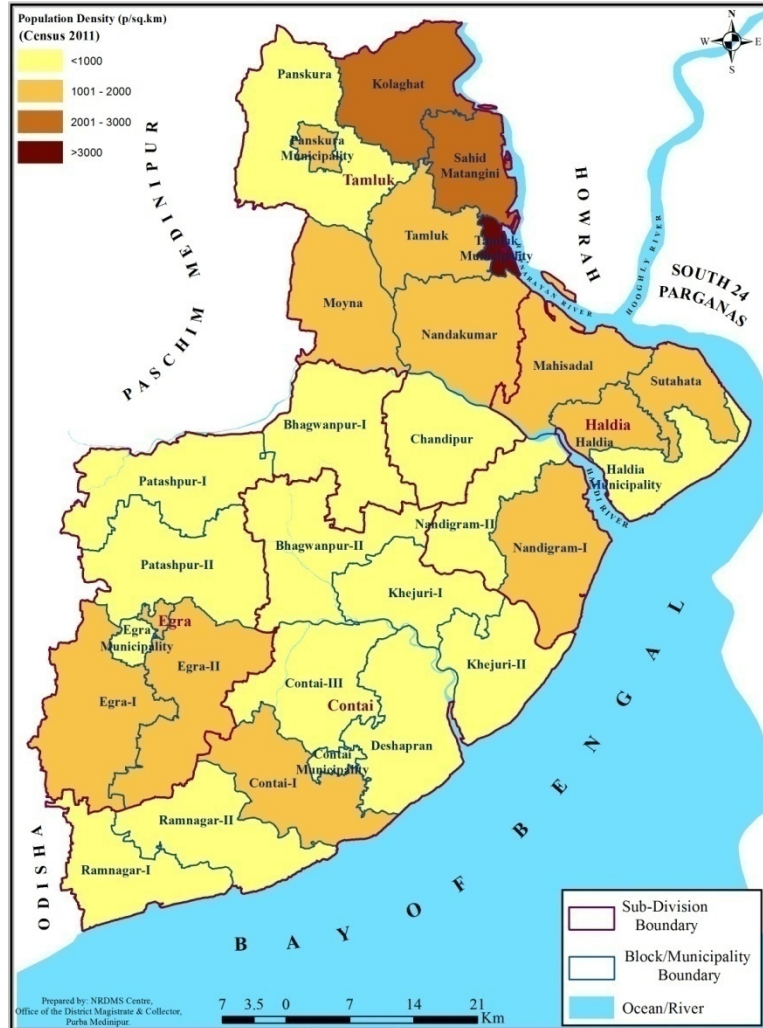 Population Density (p/sq.km)
(Census 2011)
<1000
1001 - 2000
2001 - 3000
>3000
N
W
E
S
Panskura
Kolaghat
Panskura
Municipality
Sahid
Matangini
Tamluk
Tamluk
Tamluk
Municipality
PASCHIM MEDINIPUR
HOWRAH
HOOGHLY RIVER
SOUTH 24
PARGANAS
NARAYAN RIVER
Moyna
Nandakumar
Mahisadal
Sutahata
Haldia
Haldia
Haldia
Municipality
HALDI RIVER
Bhagwanpur-I
Chandipur
Patashpur-I
Patashpur-II
Bhagwanpur-II
Nandigram-II
Nandigram-I
Khejuri-I
Khejuri-II
Egra
Egra
Municipality
Egra-II
Egra-I
Contai-III
Contai
Deshapran
Contai
Municipality
Contai-I
Ramnagar-II
Ramnagar-I
ODISHA
BAY OF BENGAL
Sub-Division
Boundary
Block/Municipality
Boundary
Ocean/River
Prepared by: NRDMS Centre,
Office of the District Magistrate & Collector,
Purba Medinipur.
7 3.5 0 7 14 21
Km